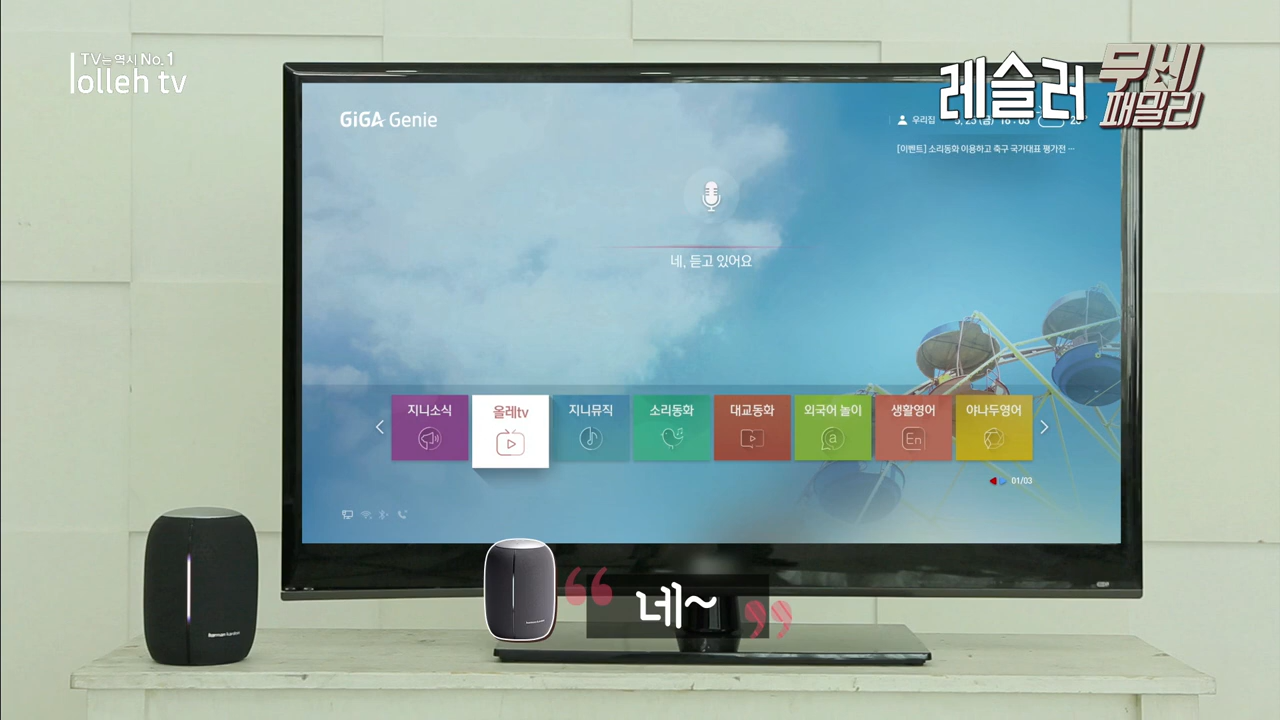 TV는 역시 No.1
olleh tv
레슬러
무비
패밀리
GiGA Genie
우리집
[이벤트] 소리동화 이용하고 축구 국가대표 평가전 ···
네, 듣고 있어요
지니소식
올레tv
지니뮤직
소리동화
대교동화
외국어 놀이
생활영어
야나두영어
a
En
01/03
harman/kardon
“ 네~ ”